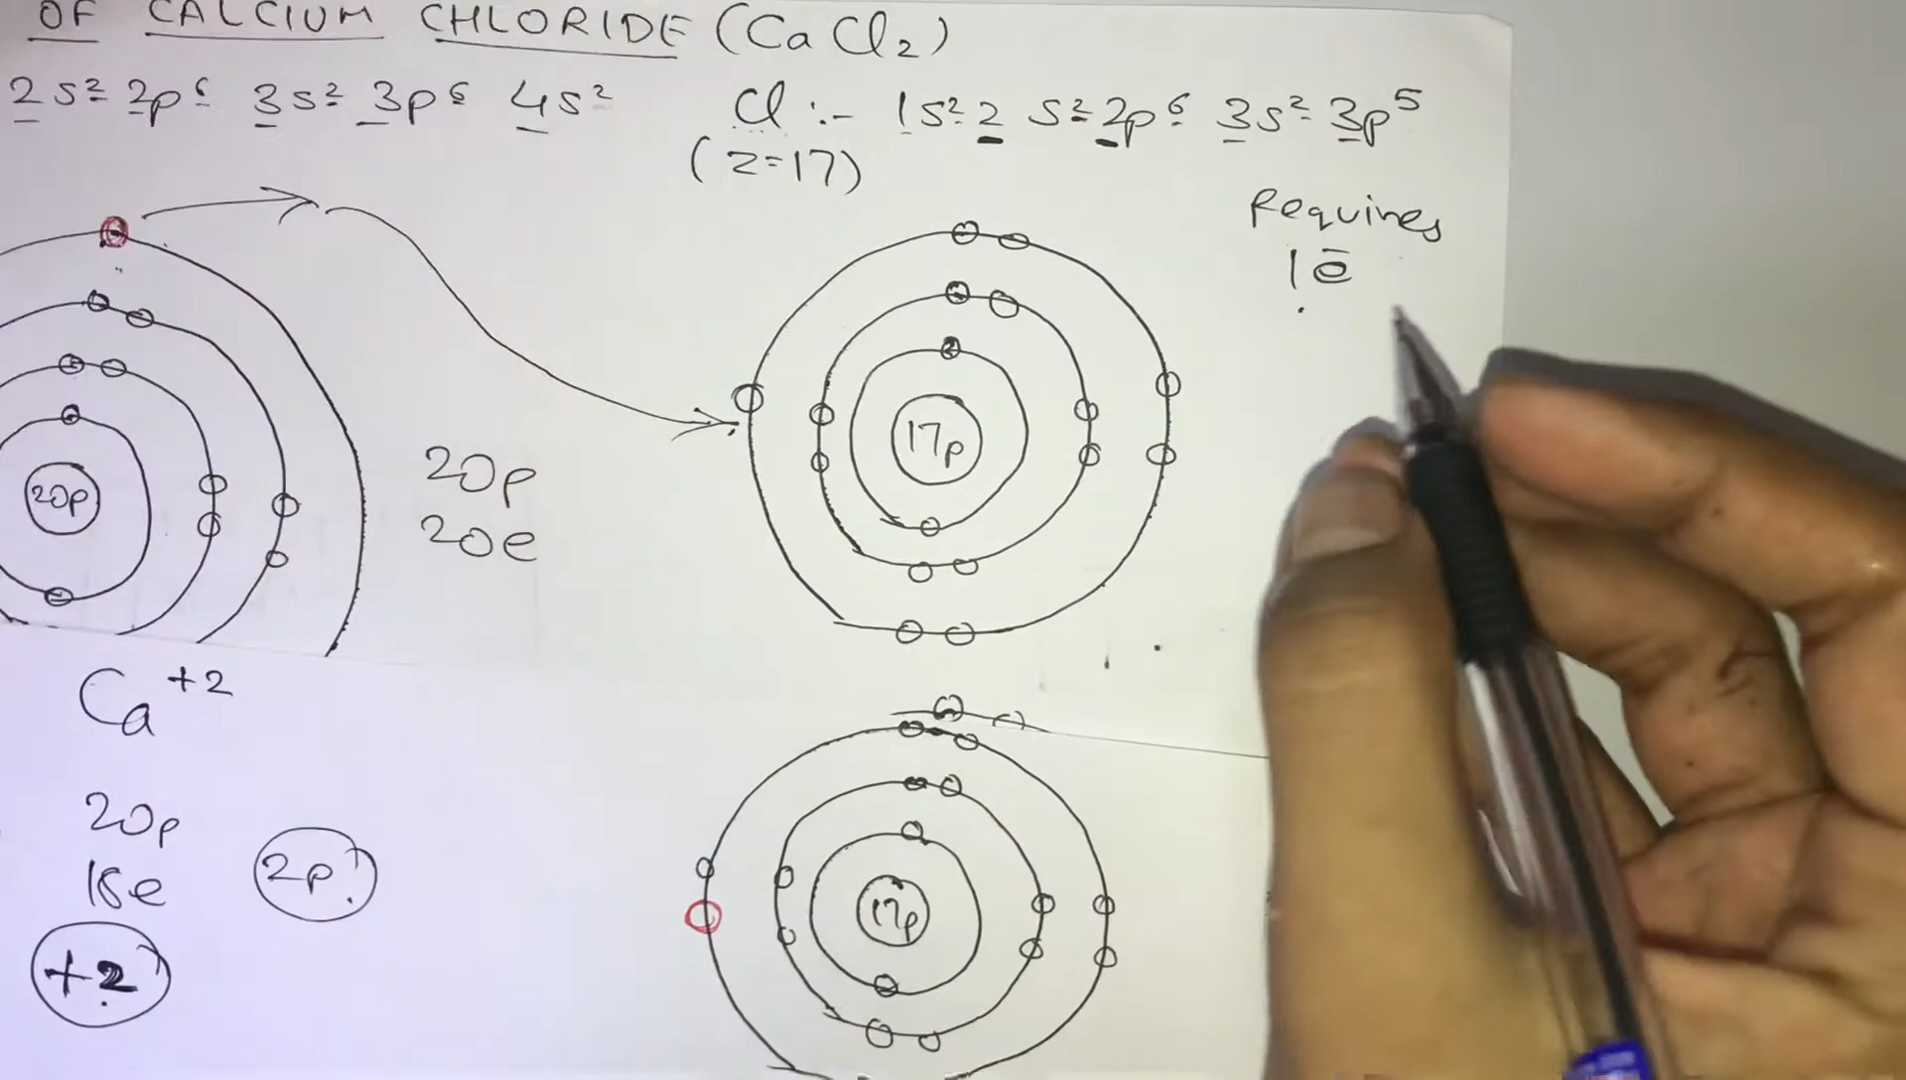 OF CALCIUM CHLORIDE (CaCl₂)
2s² 2p⁶ 3s² 3p⁶ 4s²
Cl :- 1s² 2s² 2p⁶ 3s² 3p⁵
(Z=17)
Requires
1ē
17p
20p
20p
20e
Ca⁺²
20p
18e
2p
+2
17p